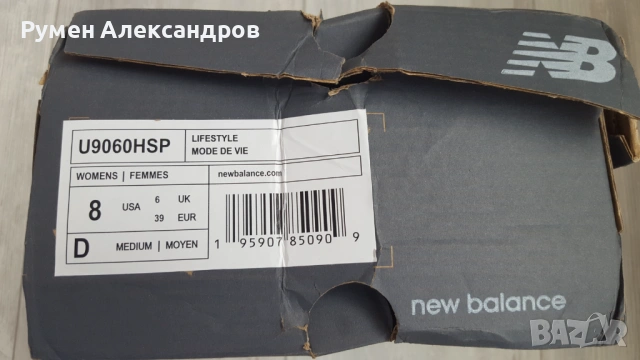 Румен Александров
NB
U9060HSP
LIFESTYLE
MODE DE VIE
WOMENS | FEMMES
newbalance.com
8 USA 6 UK
39 EUR
D MEDIUM | MOYEN
1 95907 85090 9
new balance
BAZAR